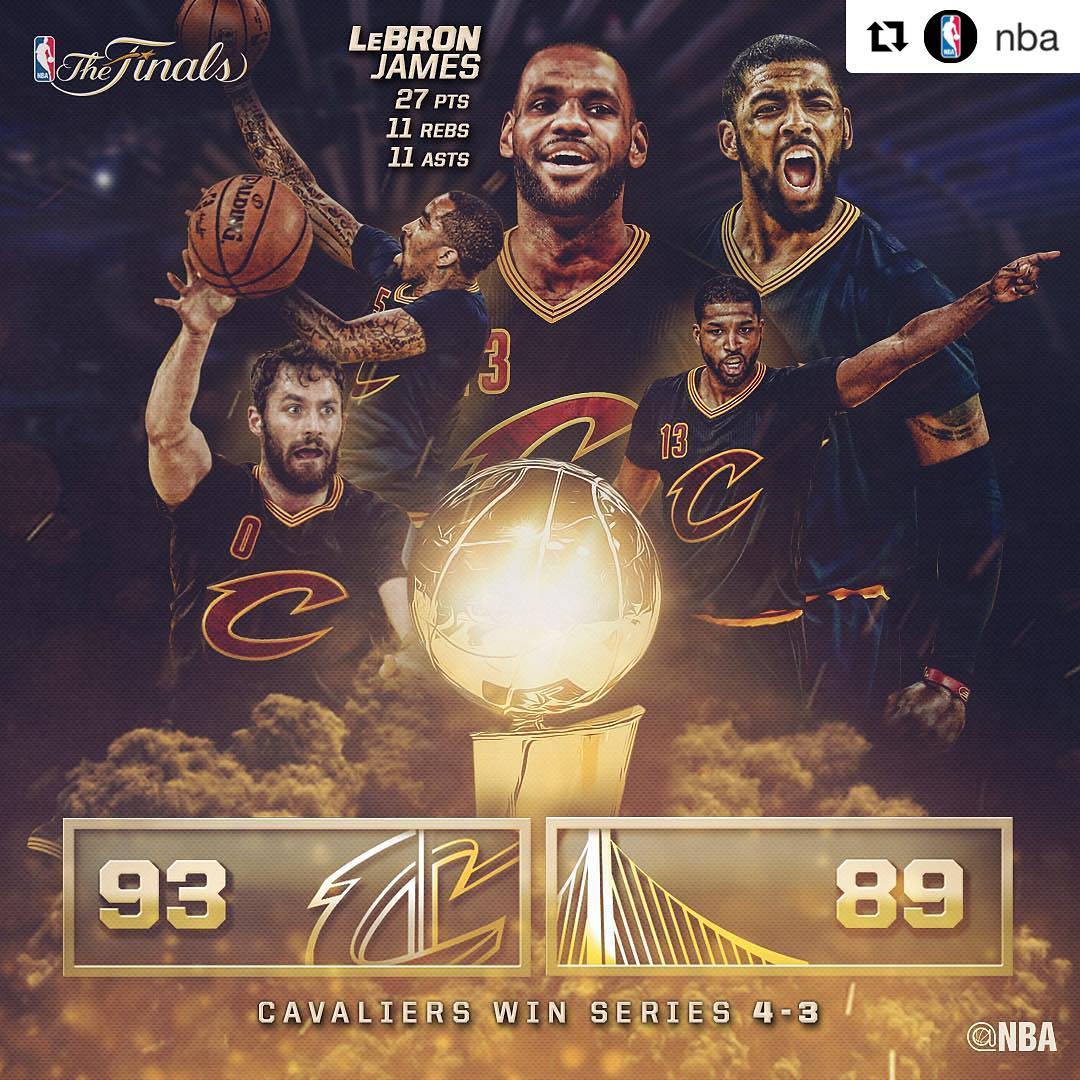 nba
NBA
The Finals
LeBRON
JAMES
27 PTS
11 REBS
11 ASTS
13
0
93
89
CAVALIERS WIN SERIES 4-3
@NBA